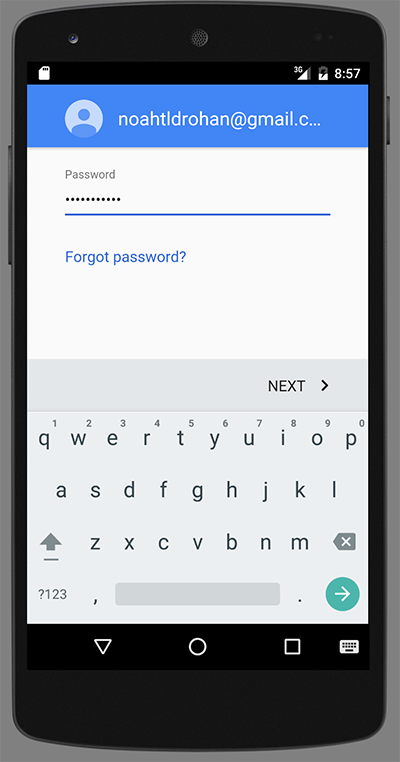 3G 8:57
noahtldrohan@gmail.c...
Password
•••••••••••
Forgot password?
NEXT
1 2 3 4 5 6 7 8 9 0
q w e r t y u i o p
a s d f g h j k l
z x c v b n m
?123 , .